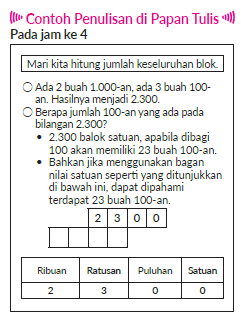 Contoh Penulisan di Papan Tulis
Pada jam ke 4
Mari kita hitung jumlah keseluruhan blok.
○ Ada 2 buah 1.000-an, ada 3 buah 100-
an. Hasilnya menjadi 2.300.
○ Berapa jumlah 100-an yang ada pada
bilangan 2.300?
• 2.300 balok satuan, apabila dibagi
100 akan memiliki 23 buah 100-an.
• Bahkan jika menggunakan bagan
nilai satuan seperti yang ditunjukkan
di bawah ini, dapat dipahami
terdapat 23 buah 100-an.
2 3 0 0
Ribuan Ratusan Puluhan Satuan
2 3 0 0